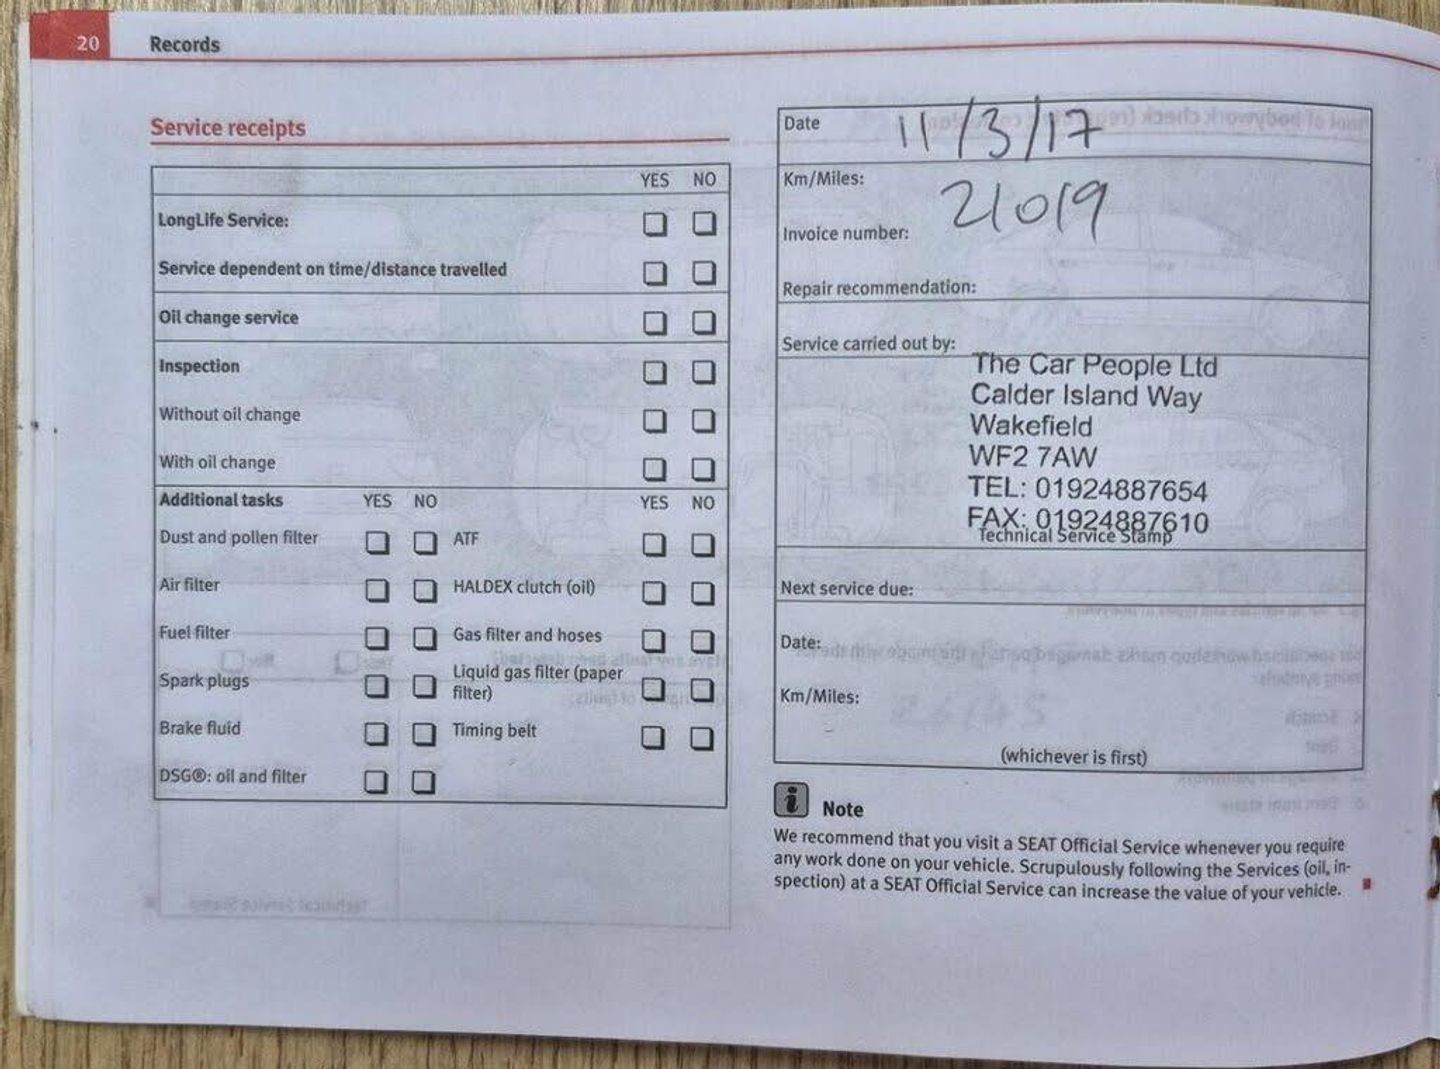 20 Records
Service receipts
YES NO
LongLife Service:
Service dependent on time/distance travelled
Oil change service
Inspection
Without oil change
With oil change
Additional tasks YES NO YES NO
Dust and pollen filter ATF
Air filter HALDEX clutch (oil)
Fuel filter Gas filter and hoses
Spark plugs Liquid gas filter (paper
filter)
Brake fluid Timing belt
DSG®: oil and filter
Date 11/3/17
Km/Miles: 21019
Invoice number:
Repair recommendation:
Service carried out by:
The Car People Ltd
Calder Island Way
Wakefield
WF2 7AW
TEL: 01924887654
FAX: 01924887610
Technical Service Stamp
Next service due:
Date:
Km/Miles:
(whichever is first)
i Note
We recommend that you visit a SEAT Official Service whenever you require
any work done on your vehicle. Scrupulously following the Services (oil, in-
spection) at a SEAT Official Service can increase the value of your vehicle.